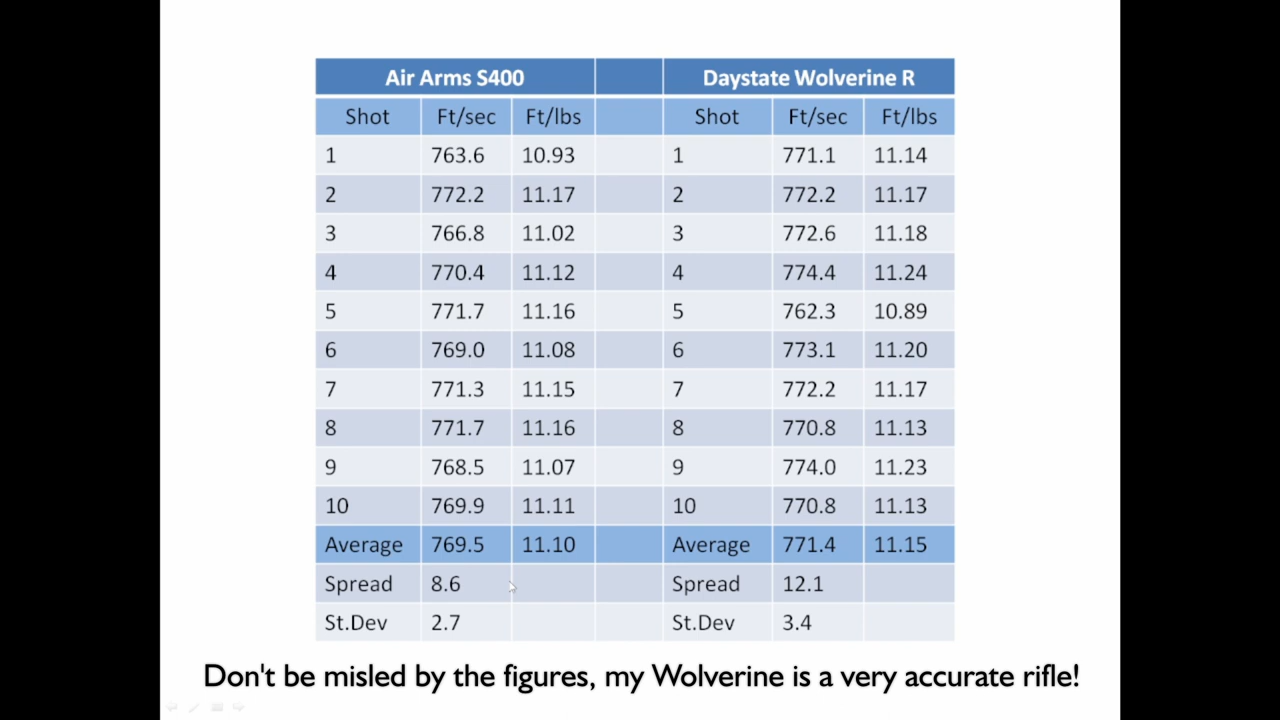 Air Arms S400 Daystate Wolverine R
Shot Ft/sec Ft/lbs Shot Ft/sec Ft/lbs
1 763.6 10.93 1 771.1 11.14
2 772.2 11.17 2 772.2 11.17
3 766.8 11.02 3 772.6 11.18
4 770.4 11.12 4 774.4 11.24
5 771.7 11.16 5 762.3 10.89
6 769.0 11.08 6 773.1 11.20
7 771.3 11.15 7 772.2 11.17
8 771.7 11.16 8 770.8 11.13
9 768.5 11.07 9 774.0 11.23
10 769.9 11.11 10 770.8 11.13
Average 769.5 11.10 Average 771.4 11.15
Spread 8.6 Spread 12.1
St.Dev 2.7 St.Dev 3.4
Don't be misled by the figures, my Wolverine is a very accurate rifle!